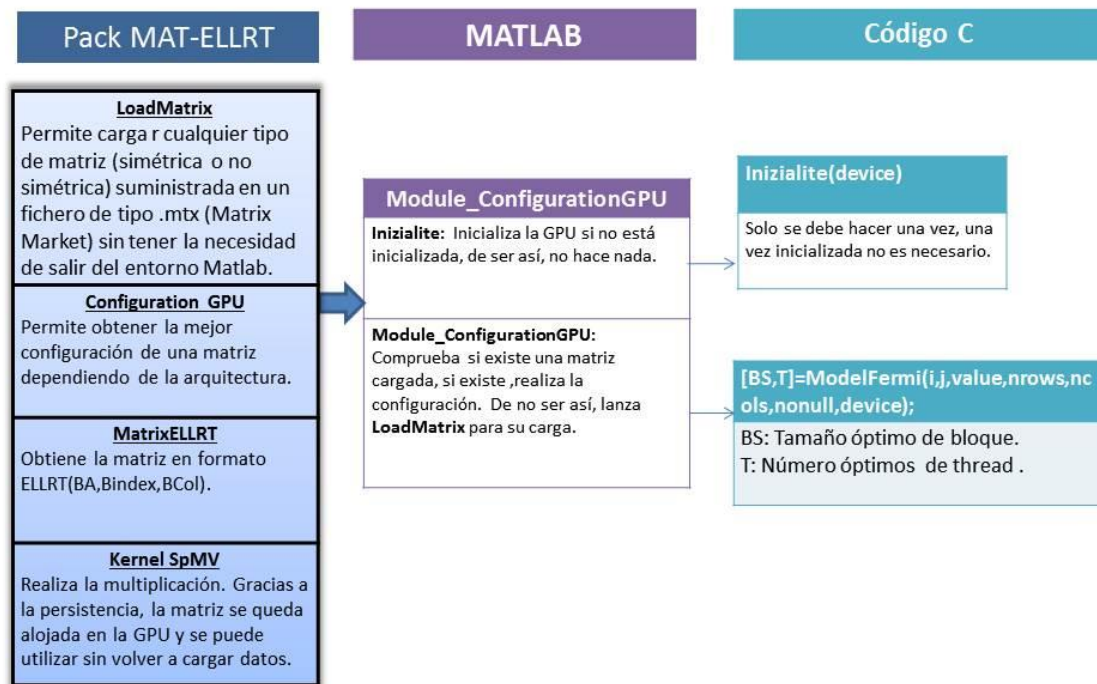 Pack MAT-ELLRT
LoadMatrix
Permite carga r cualquier tipo
de matriz (simétrica o no
simétrica) suministrada en un
fichero de tipo .mtx (Matrix
Market) sin tener la necesidad
de salir del entorno Matlab.
Configuration GPU
Permite obtener la mejor
configuración de una matriz
dependiendo de la arquitectura.
MatrixELLRT
Obtiene la matriz en formato
ELLRT(BA,Bindex,BCol).
Kernel SpMV
Realiza la multiplicación. Gracias a
la persistencia, la matriz se queda
alojada en la GPU y se puede
utilizar sin volver a cargar datos.
MATLAB
Module_ConfigurationGPU
Inizialite: Inicializa la GPU si no está
inicializada, de ser así, no hace nada.
Module_ConfigurationGPU:
Comprueba si existe una matriz
cargada, si existe ,realiza la
configuración. De no ser así, lanza
LoadMatrix para su carga.
Código C
Inizialite(device)
Solo se debe hacer una vez, una
vez inicializada no es necesario.
[BS,T]=ModelFermi(i,j,value,nrows,nc
ols,nonull,device);
BS: Tamaño óptimo de bloque.
T: Número óptimos de thread .